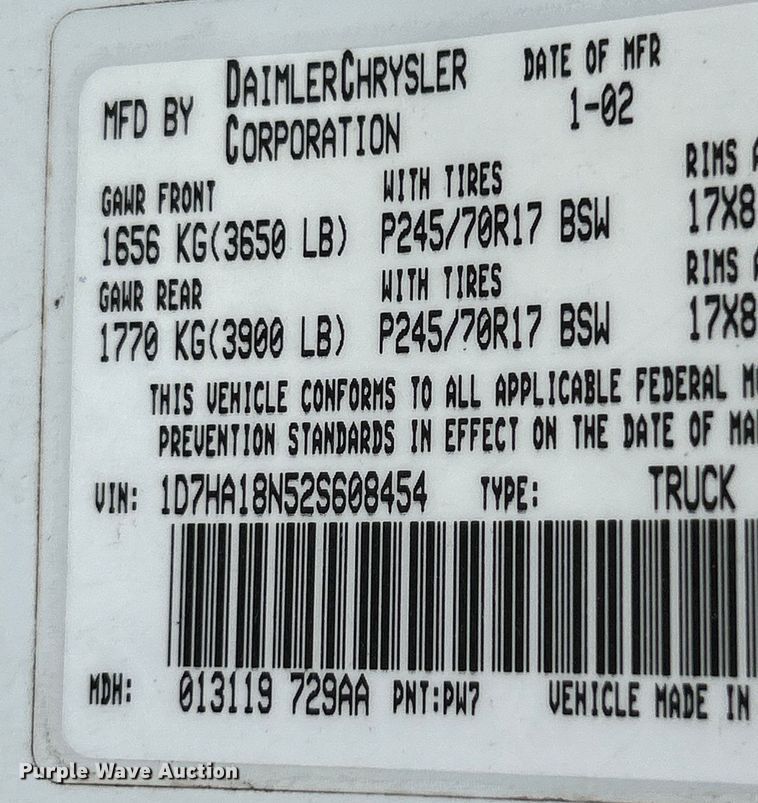 MFD BY DAIMLERCHRYSLER CORPORATION DATE OF MFR 1-02
GAWR FRONT WITH TIRES RIMS
1656 KG(3650 LB) P245/70R17 BSW 17X8
GAWR REAR WITH TIRES RIMS
1770 KG(3900 LB) P245/70R17 BSW 17X8
THIS VEHICLE CONFORMS TO ALL APPLICABLE FEDERAL
PREVENTION STANDARDS IN EFFECT ON THE DATE OF
VIN: 1D7HA18N52S608454 TYPE: TRUCK
MDH: 013119 729AA PNT:PW7 VEHICLE MADE IN
Purple Wave Auction